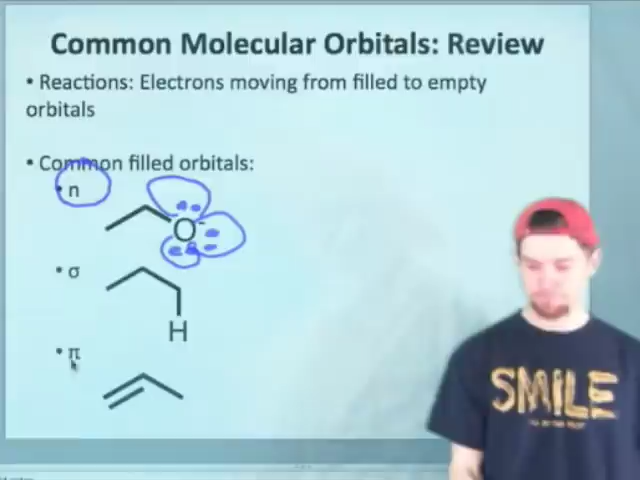 Common Molecular Orbitals: Review
• Reactions: Electrons moving from filled to empty
orbitals
• Common filled orbitals:
• n
O-
• σ
H
• π
SMILE